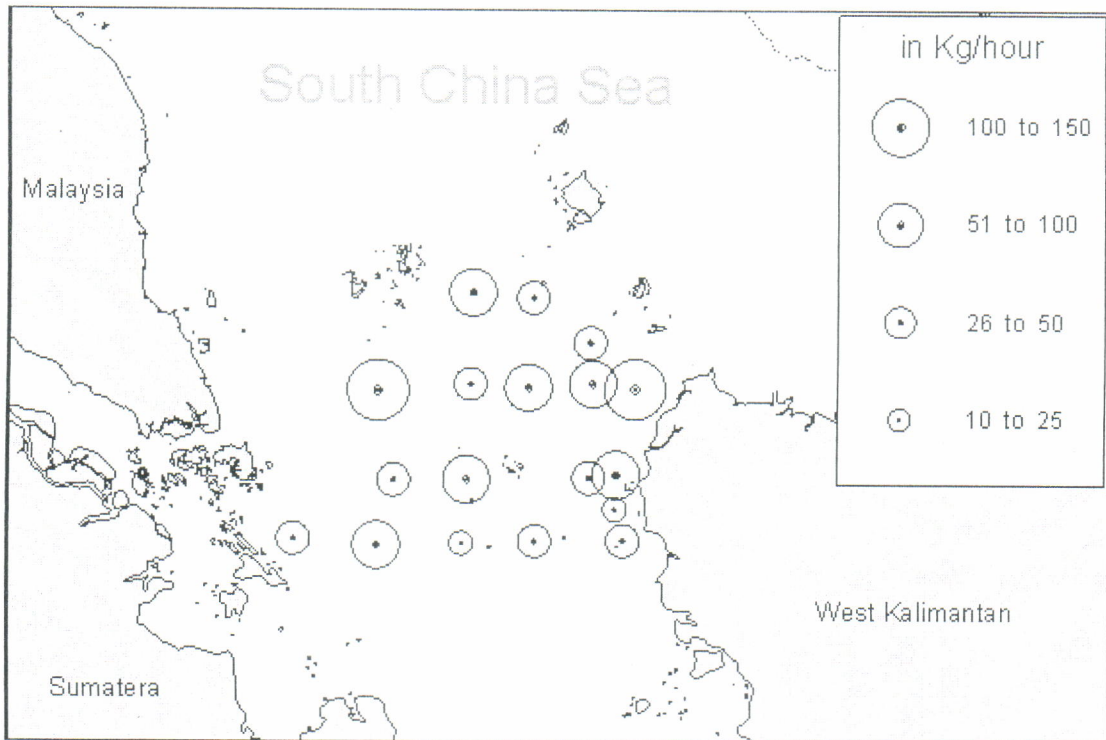 in Kg/hour
South China Sea
100 to 150
Malaysia
51 to 100
26 to 50
10 to 25
West Kalimantan
Sumatera